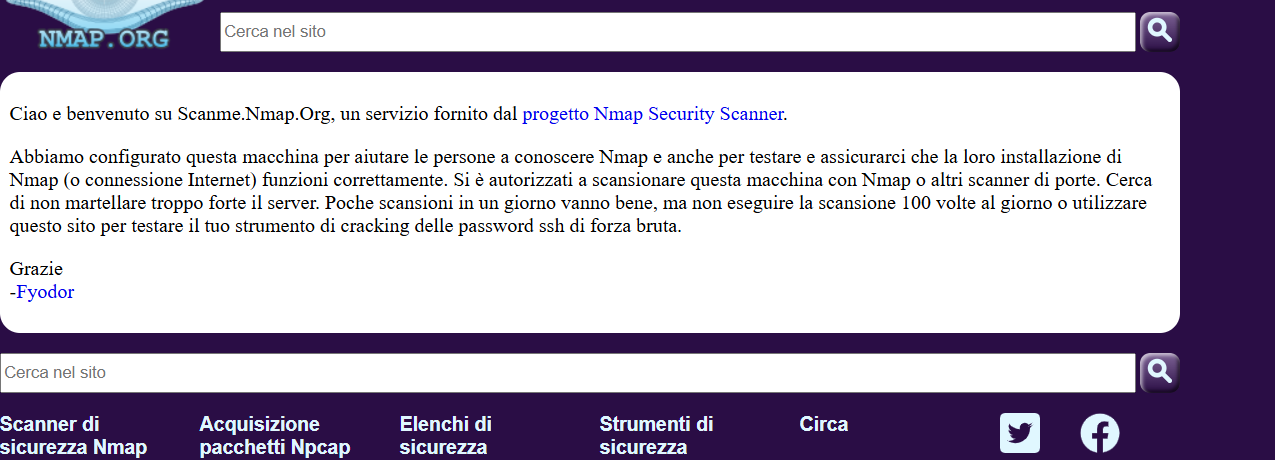 NMAP.ORG
Cerca nel sito
Ciao e benvenuto su Scanme.Nmap.Org, un servizio fornito dal progetto Nmap Security Scanner.
Abbiamo configurato questa macchina per aiutare le persone a conoscere Nmap e anche per testare e assicurarci che la loro installazione di
Nmap (o connessione Internet) funzioni correttamente. Si è autorizzati a scansionare questa macchina con Nmap o altri scanner di porte. Cerca
di non martellare troppo forte il server. Poche scansioni in un giorno vanno bene, ma non eseguire la scansione 100 volte al giorno o utilizzare
questo sito per testare il tuo strumento di cracking delle password ssh di forza bruta.
Grazie
-Fyodor
Cerca nel sito
Scanner di
sicurezza Nmap
Acquisizione
pacchetti Npcap
Elenchi di
sicurezza
Strumenti di
sicurezza
Circa